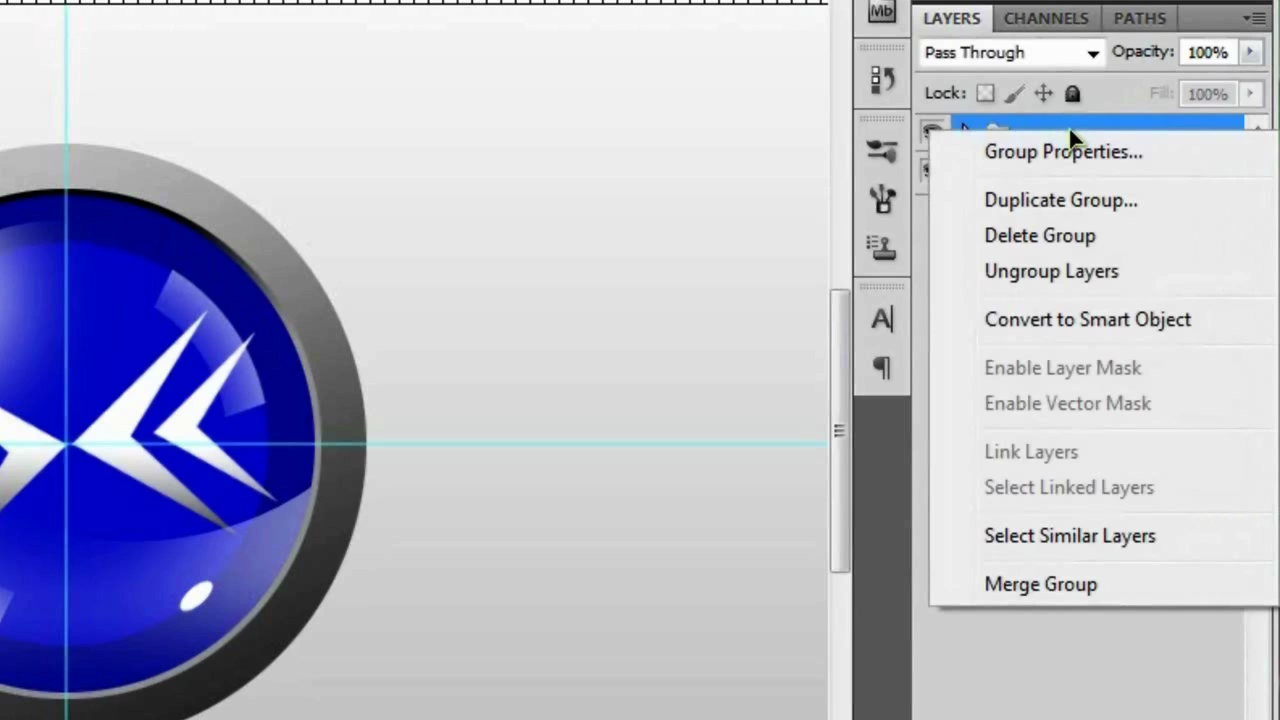 Mb
LAYERS CHANNELS PATHS
Pass Through Opacity: 100%
Lock: Fill: 100%
Group Properties...
Duplicate Group...
Delete Group
Ungroup Layers
Convert to Smart Object
Enable Layer Mask
Enable Vector Mask
Link Layers
Select Linked Layers
Select Similar Layers
Merge Group